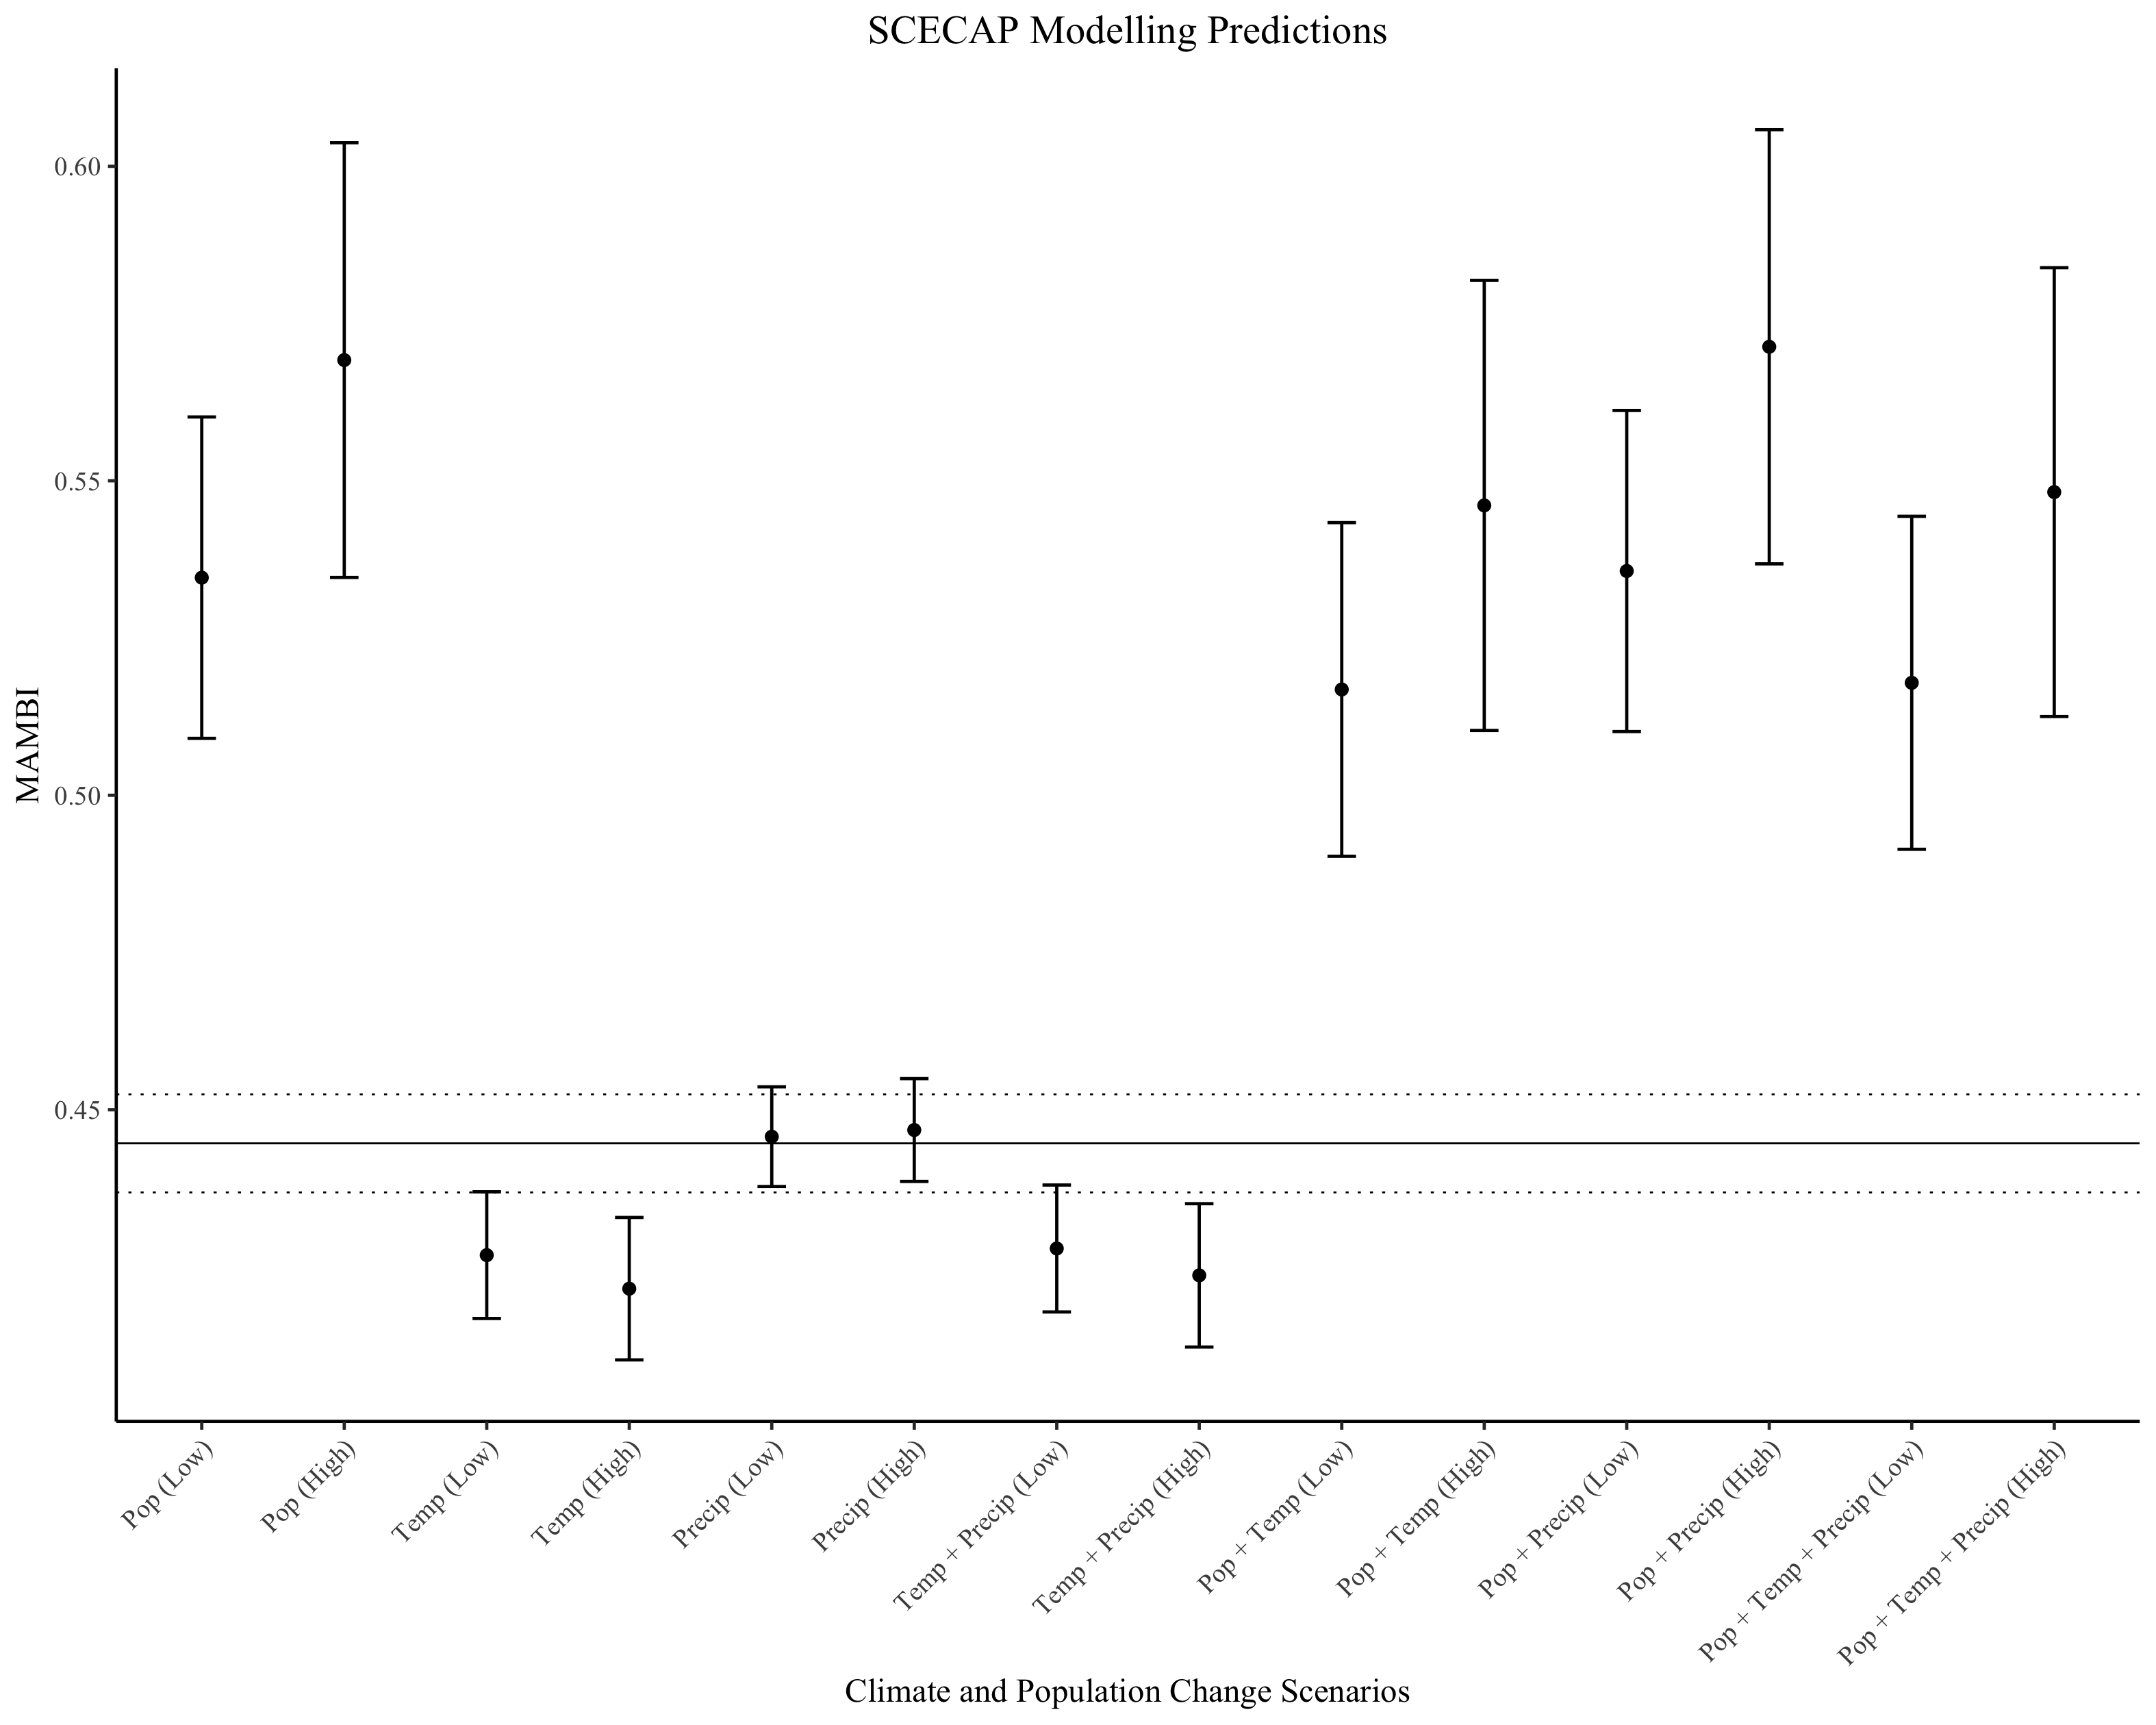 SCECAP Modelling Predictions
MAMBI
0.60
0.55
0.50
0.45
Pop (Low)
Pop (High)
Temp (Low)
Temp (High)
Precip (Low)
Precip (High)
Temp + Precip (Low)
Temp + Precip (High)
Pop + Temp (Low)
Pop + Temp (High)
Pop + Precip (Low)
Pop + Precip (High)
Pop + Temp + Precip (Low)
Pop + Temp + Precip (High)
Climate and Population Change Scenarios